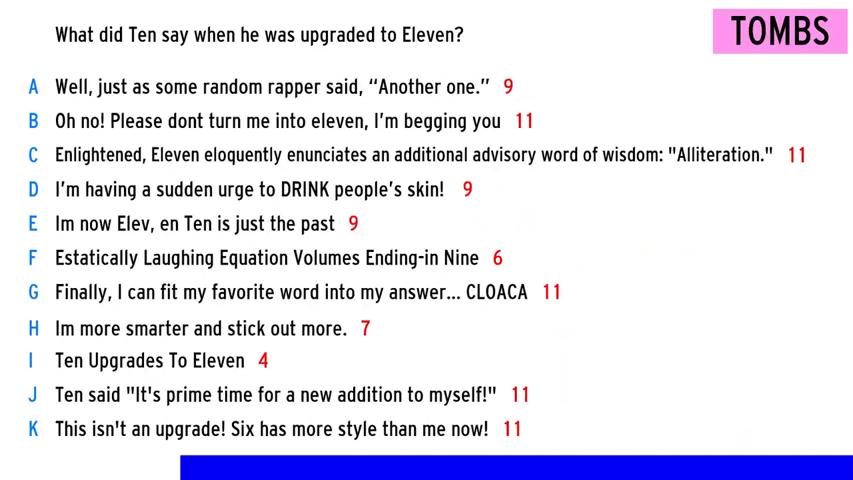 What did Ten say when he was upgraded to Eleven?
TOMBS
A Well, just as some random rapper said, “Another one.” 9
B Oh no! Please dont turn me into eleven, I'm begging you 11
C Enlightened, Eleven eloquently enunciates an additional advisory word of wisdom: "Alliteration." 11
D I'm having a sudden urge to DRINK people's skin! 9
E Im now Elev, en Ten is just the past 9
F Estatically Laughing Equation Volumes Ending-in Nine 6
G Finally, I can fit my favorite word into my answer... CLOACA 11
H Im more smarter and stick out more. 7
I Ten Upgrades To Eleven 4
J Ten said "It's prime time for a new addition to myself!" 11
K This isn't an upgrade! Six has more style than me now! 11